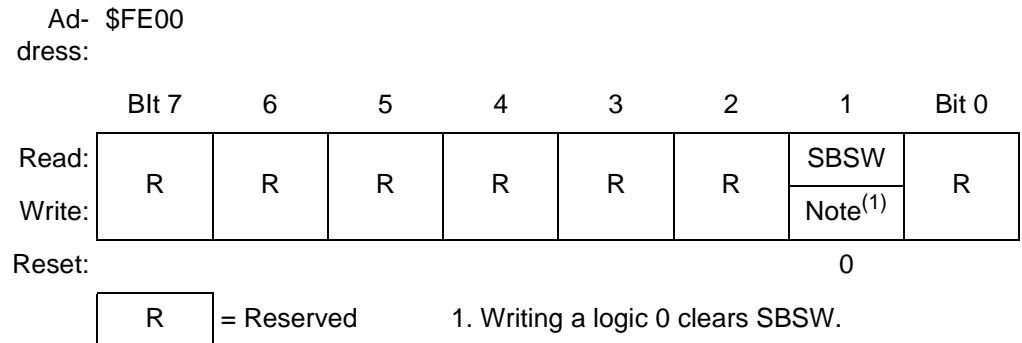 Ad- $FE00
dress:
BIt 7 6 5 4 3 2 1 Bit 0
Read: R R R R R R SBSW R
Write: Note(1)
Reset: 0
R = Reserved 1. Writing a logic 0 clears SBSW.